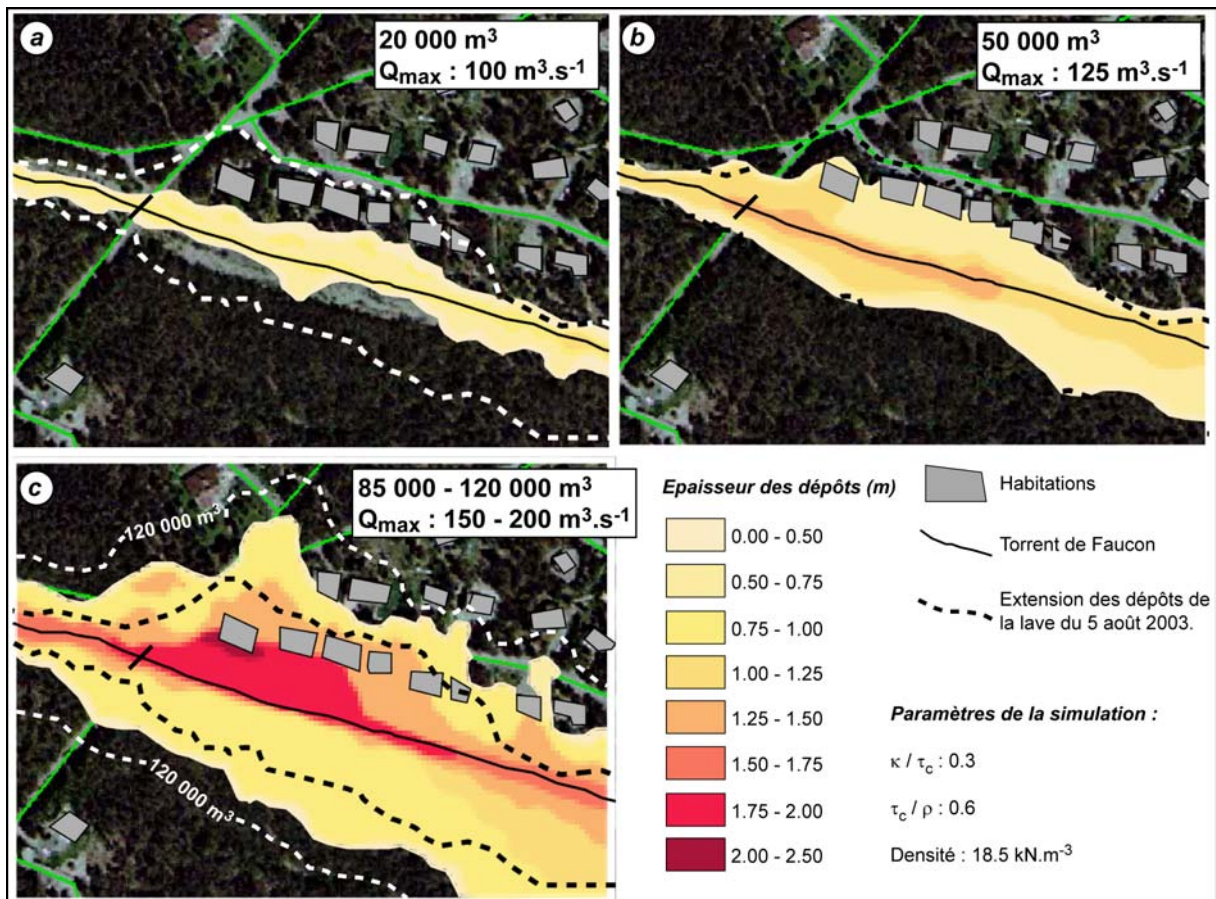 a
20 000 m³
Qmax : 100 m³.s⁻¹
b
50 000 m³
Qmax : 125 m³.s⁻¹
c
85 000 - 120 000 m³
Qmax : 150 - 200 m³.s⁻¹
120 000 m³
120 000 m³
Epaisseur des dépôts (m)
0.00 - 0.50
0.50 - 0.75
0.75 - 1.00
1.00 - 1.25
1.25 - 1.50
1.50 - 1.75
1.75 - 2.00
2.00 - 2.50
Habitations
Torrent de Faucon
Extension des dépôts de
la lave du 5 août 2003.
Paramètres de la simulation :
κ / τc : 0.3
τc / ρ : 0.6
Densité : 18.5 kN.m⁻³